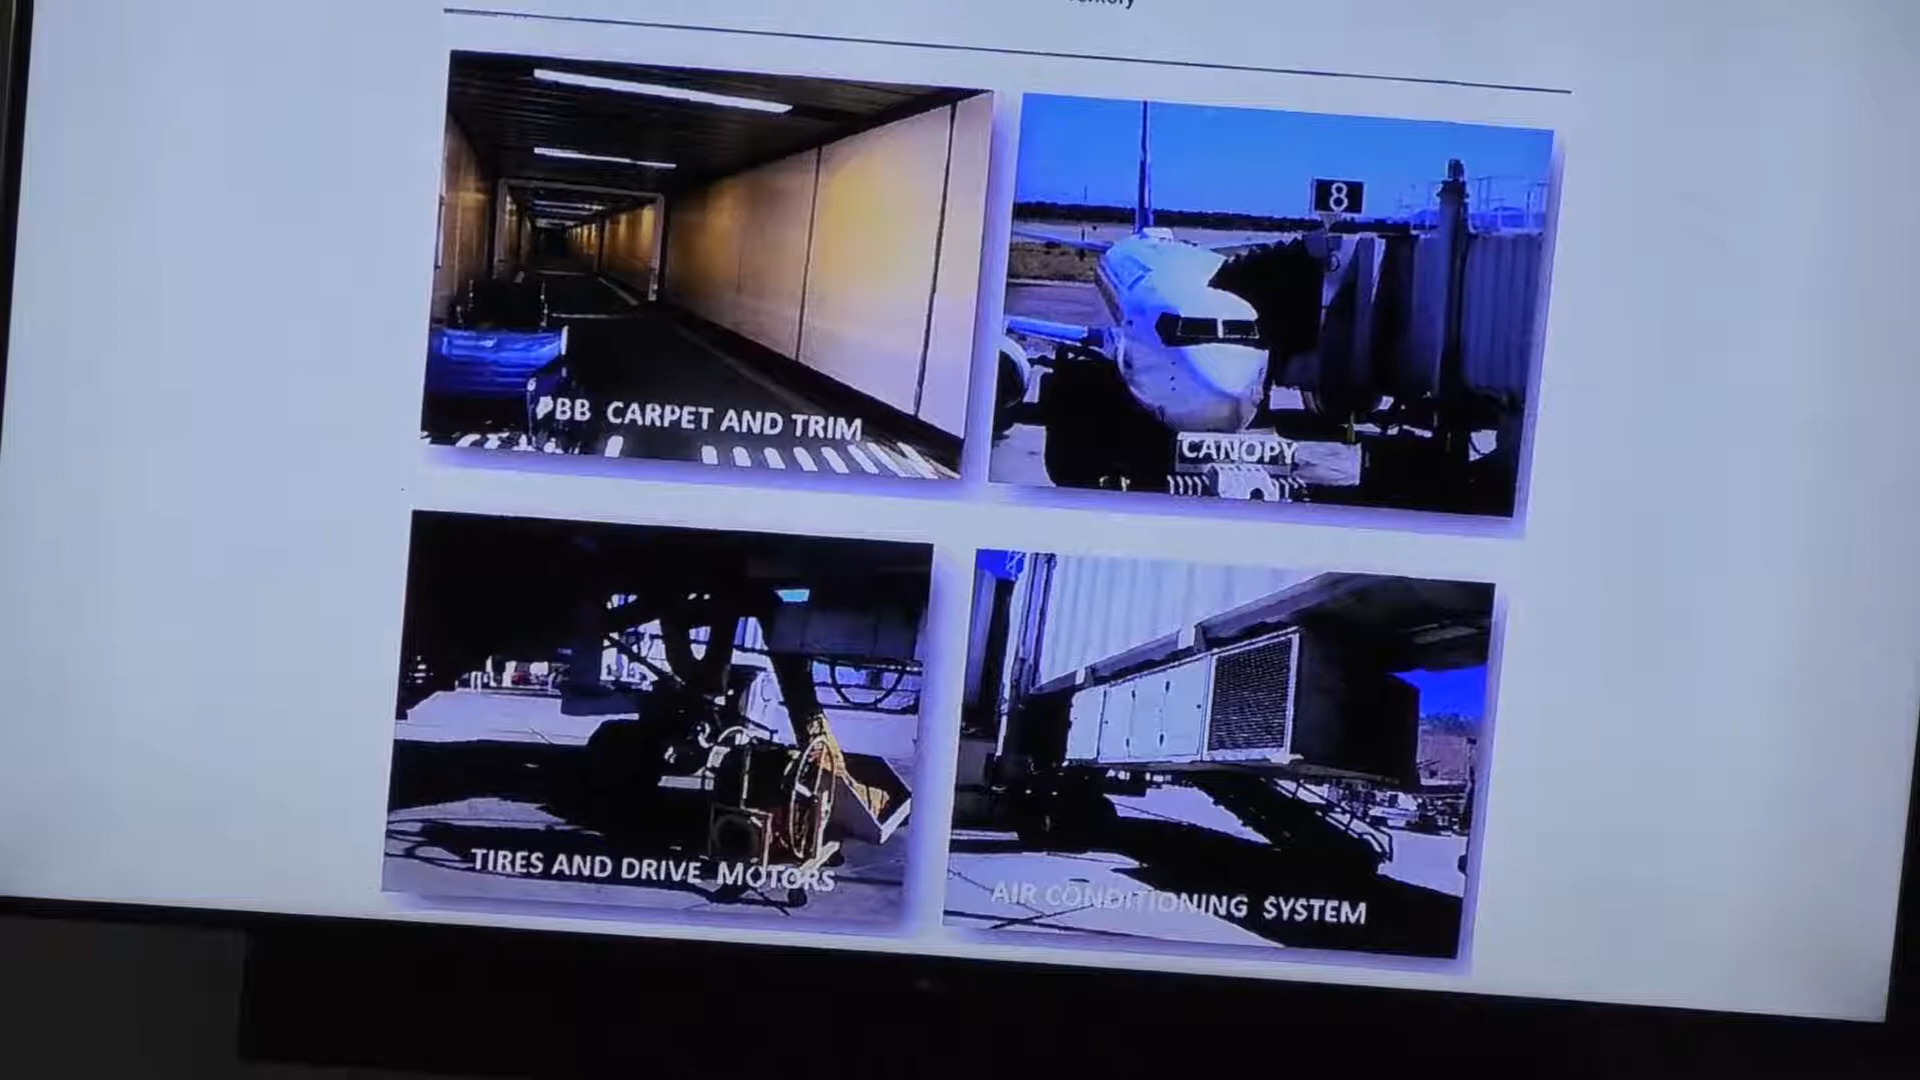 PBB CARPET AND TRIM
8
CANOPY
TIRES AND DRIVE MOTORS
AIR CONDITIONING SYSTEM